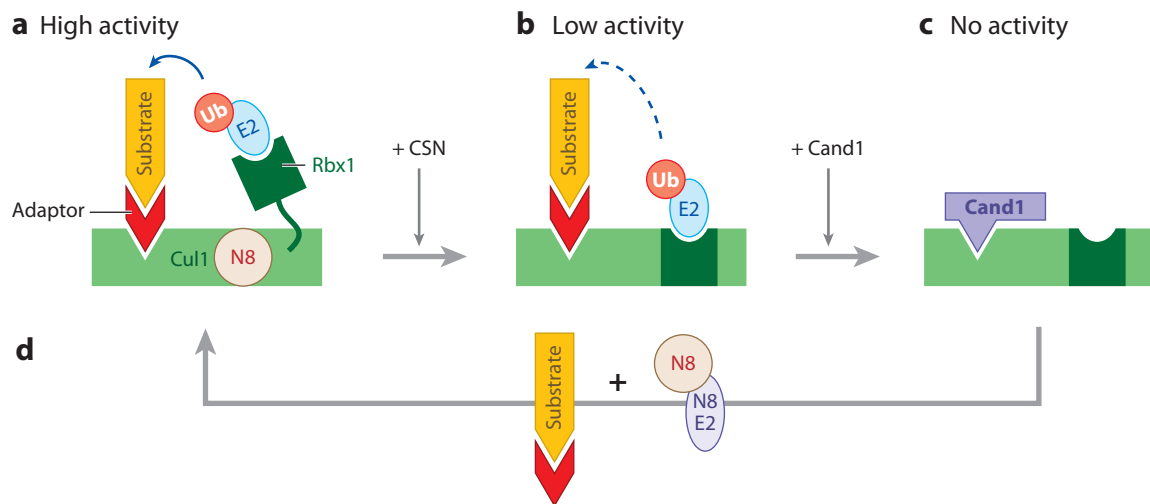 a High activity
b Low activity
c No activity
Substrate
Ub
E2
Rbx1
Adaptor
Cul1
N8
+ CSN
Substrate
Ub
E2
+ Cand1
Cand1
d
Substrate
+
N8
N8
E2